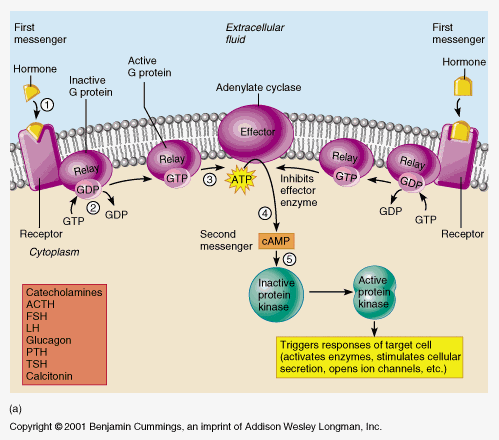 First
messenger
Extracellular
fluid
First
messenger
Hormone
Inactive
G protein
Active
G protein
Adenylate cyclase
Hormone
1
Effector
Relay
GDP
Relay
GTP
3
ATP
Inhibits
effector
enzyme
Relay
GTP
Relay
GDP
2
GTP
GDP
GDP
GTP
Receptor
Receptor
Cytoplasm
4
Second
messenger
cAMP
5
Inactive
protein
kinase
Active
protein
kinase
Catecholamines
ACTH
FSH
LH
Glucagon
PTH
TSH
Calcitonin
Triggers responses of target cell
(activates enzymes, stimulates cellular
secretion, opens ion channels, etc.)
(a)
Copyright © 2001 Benjamin Cummings, an imprint of Addison Wesley Longman, Inc.